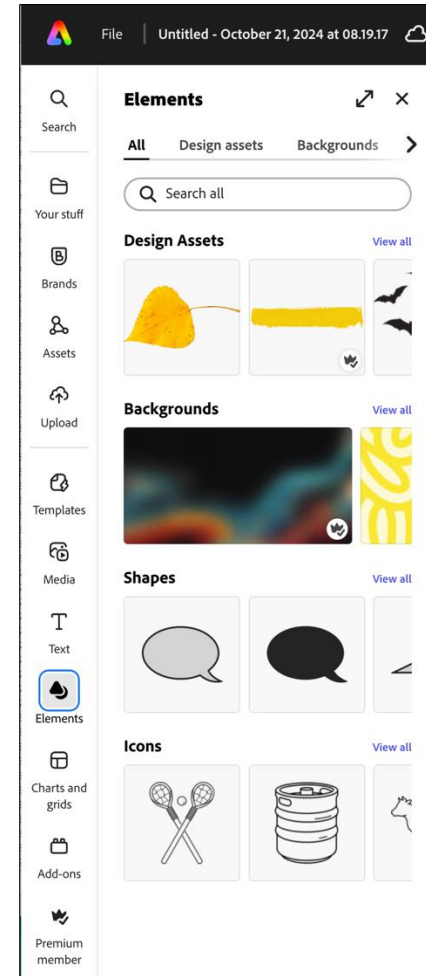 File
Untitled - October 21, 2024 at 08.19.17
Search
Your stuff
B
Brands
Assets
Upload
Templates
Media
T
Text
Elements
Charts and
grids
Add-ons
Premium
member
Elements
All Design assets Backgrounds
Search all
Design Assets View all
Backgrounds View all
Shapes View all
Icons View all